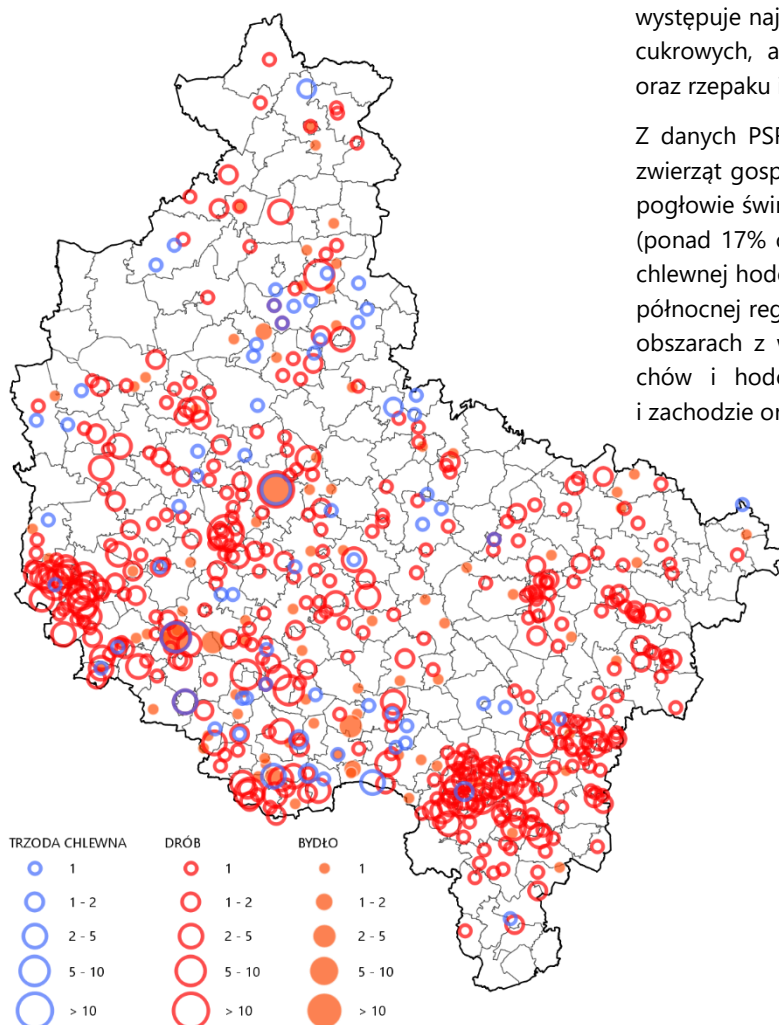 występuje naj
cukrowych, a
oraz rzepaku i
Z danych PSR
zwierząt gosp
pogłowie świn
(ponad 17% c
chlewnej hodo
północnej reg
obszarach z w
chów i hodo
i zachodzie or
TRZODA CHLEWNA DRÓB BYDŁO
1 1 1
1 - 2 1 - 2 1 - 2
2 - 5 2 - 5 2 - 5
5 - 10 5 - 10 5 - 10
> 10 > 10 > 10